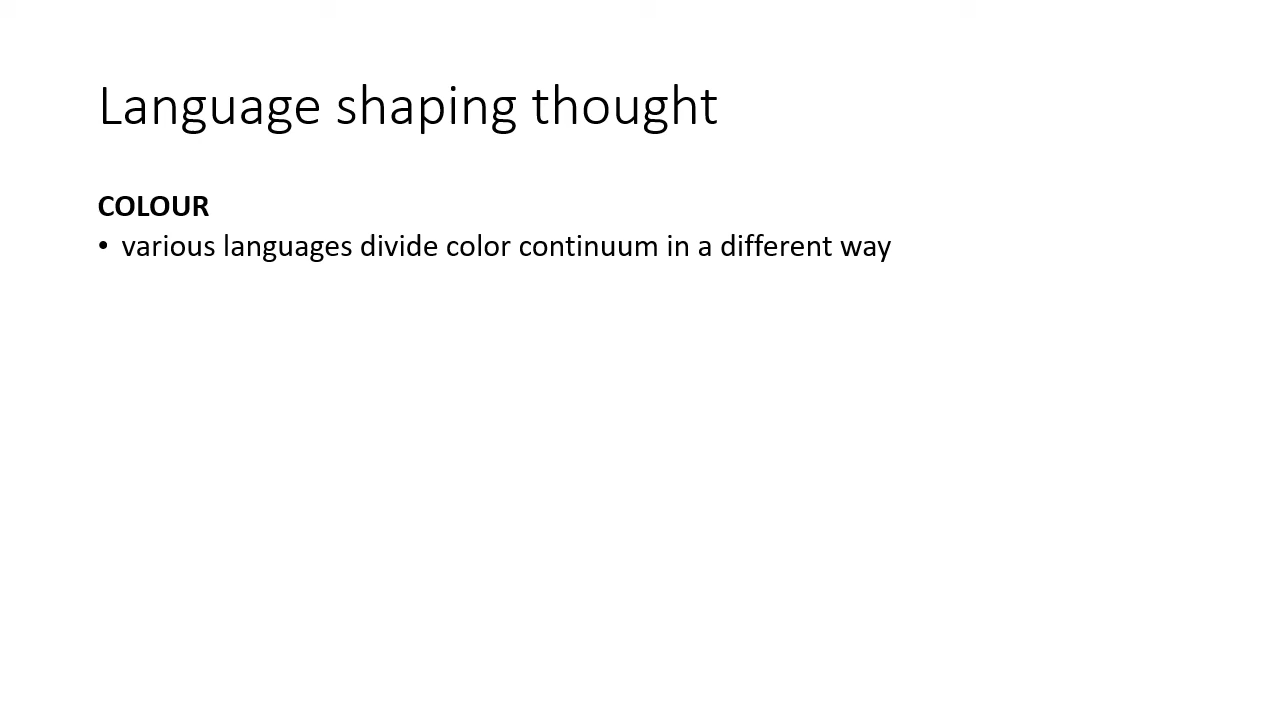 Language shaping thought
COLOUR
• various languages divide color continuum in a different way